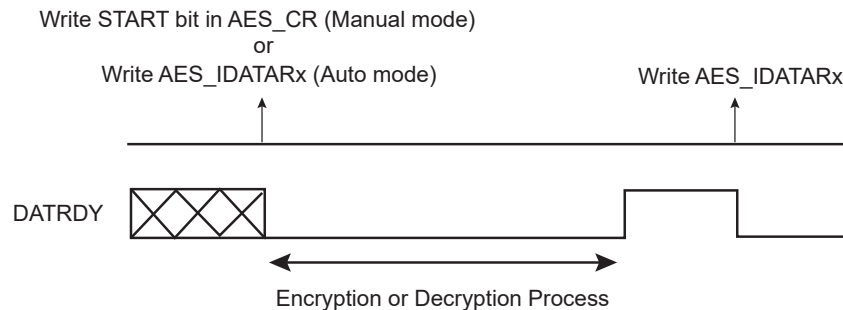 Write START bit in AES_CR (Manual mode)
or
Write AES_IDATARx (Auto mode)
Write AES_IDATARx
DATRDY
Encryption or Decryption Process